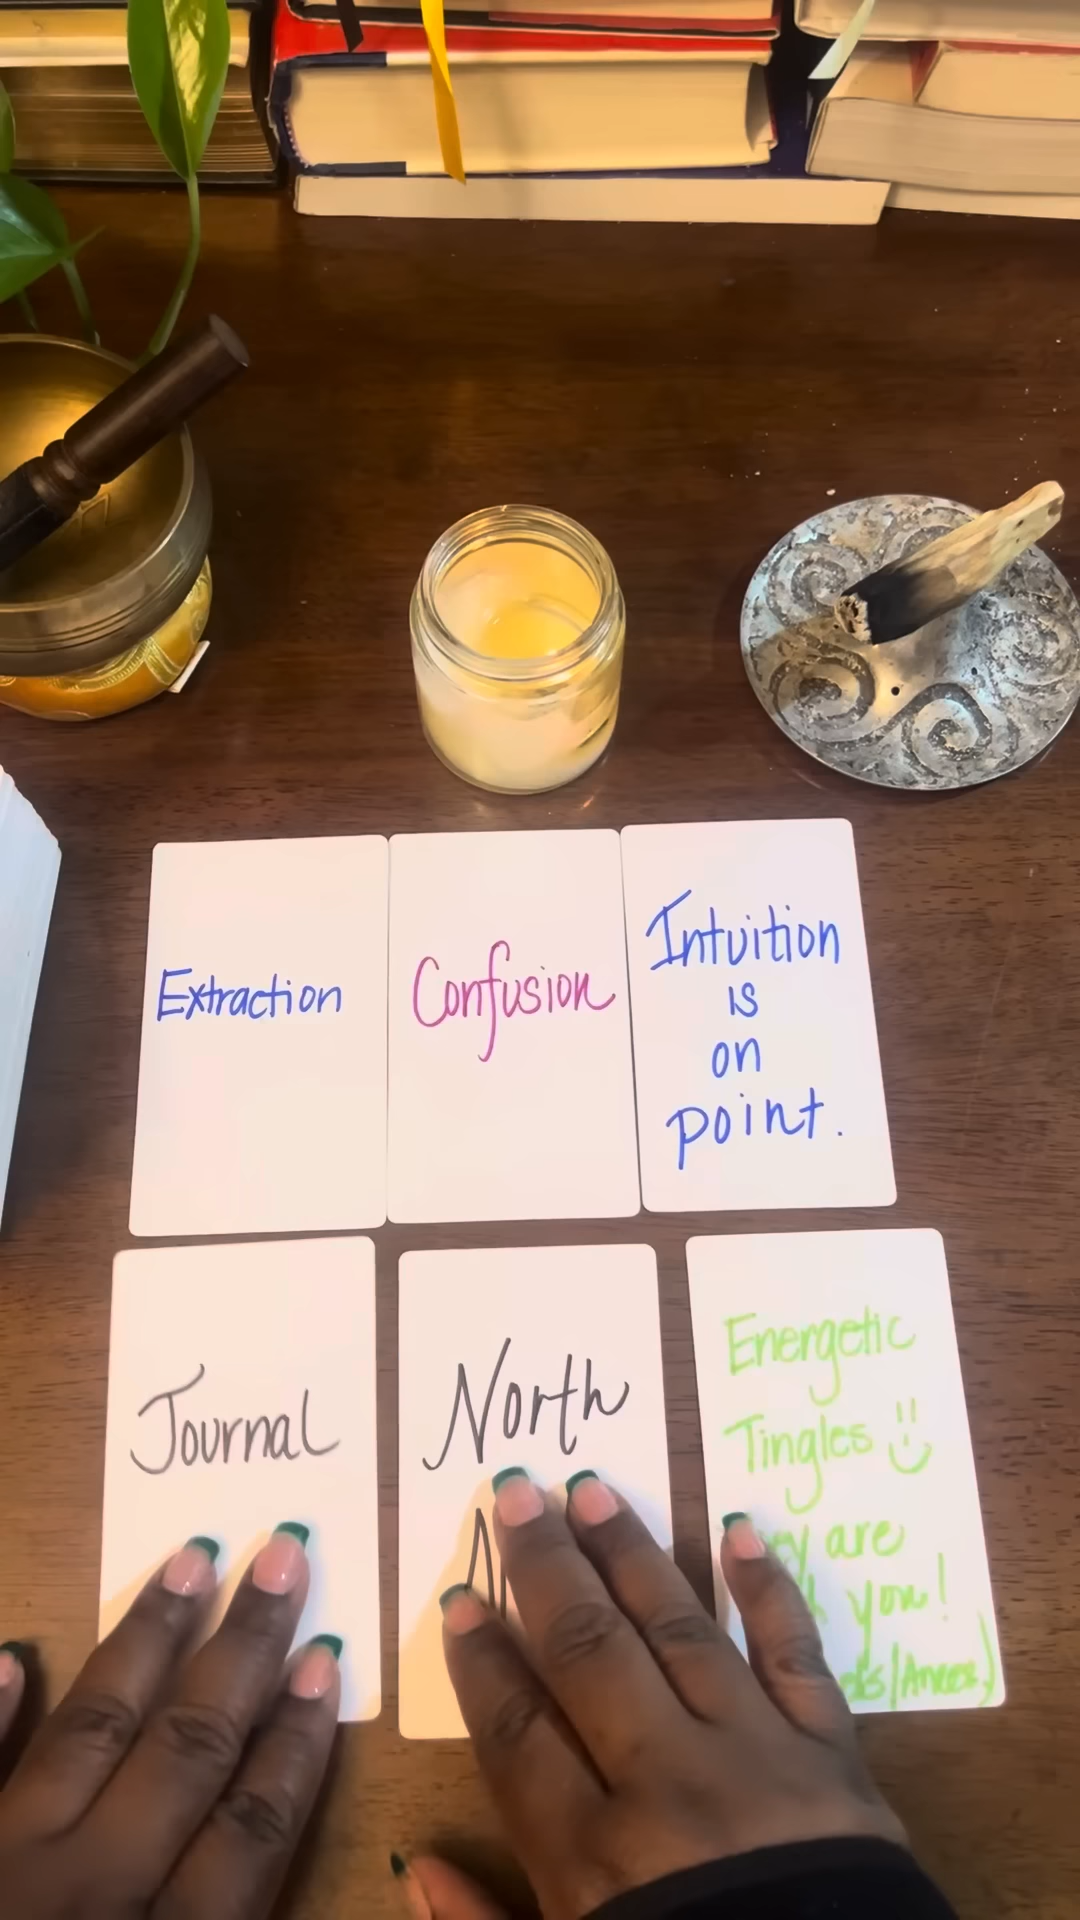 Extraction
Confusion
Intuition
is
on
point.
Journal
North
Energetic
Tingles
are
you!